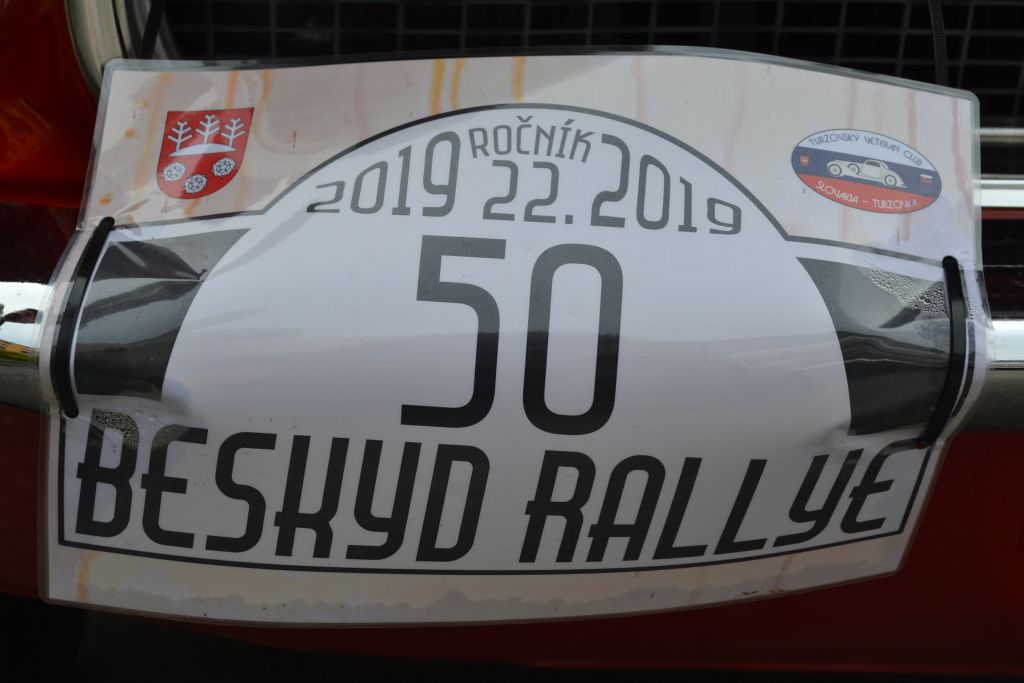 ROČNÍK
2019 22. 2019
TURZOVSKÝ VETERAN CLUB
SLOVAKIA - TURZOVKA
50
BESKYD RALLYE